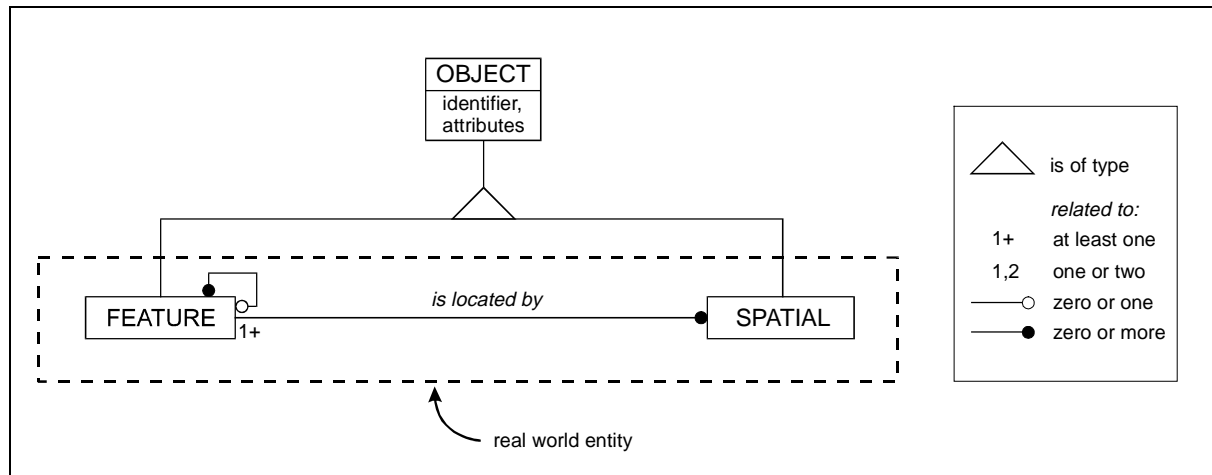 OBJECT
identifier,
attributes
is of type
related to:
1+ at least one
1,2 one or two
zero or one
zero or more
is located by
FEATURE
1+
SPATIAL
real world entity